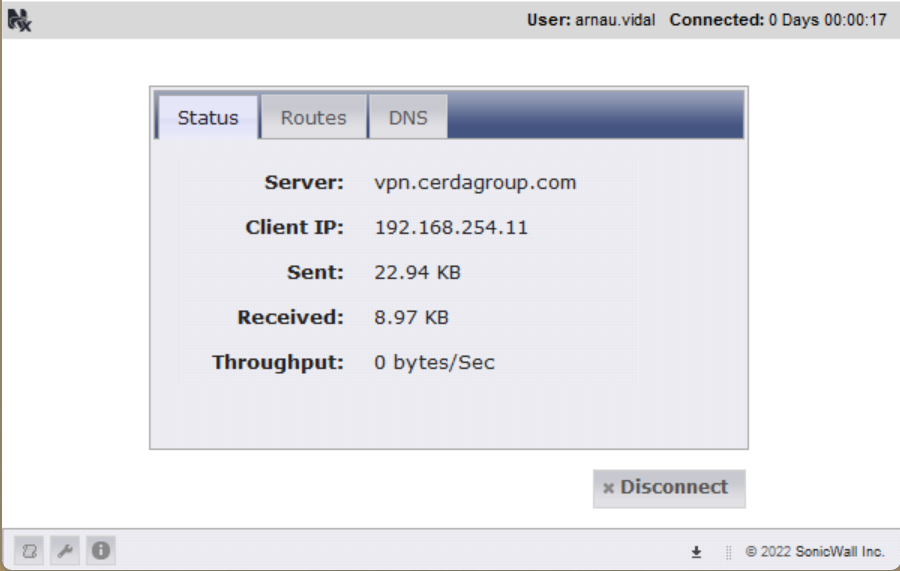 User: arnau.vidal Connected: 0 Days 00:00:17
Status Routes DNS
Server: vpn.cerdagroup.com
Client IP: 192.168.254.11
Sent: 22.94 KB
Received: 8.97 KB
Throughput: 0 bytes/Sec
× Disconnect
© 2022 SonicWall Inc.